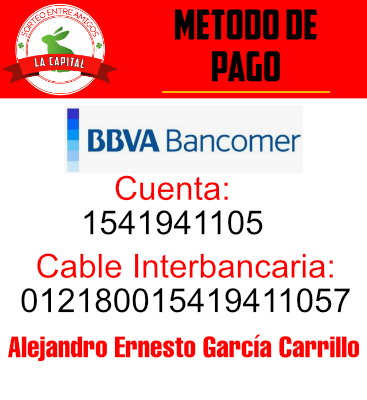 SORTEO ENTRE AMIGOS
LA CAPITAL
METODO DE
PAGO
BBVA Bancomer
Cuenta:
1541941105
Cable Interbancaria:
012180015419411057
Alejandro Ernesto García Carrillo